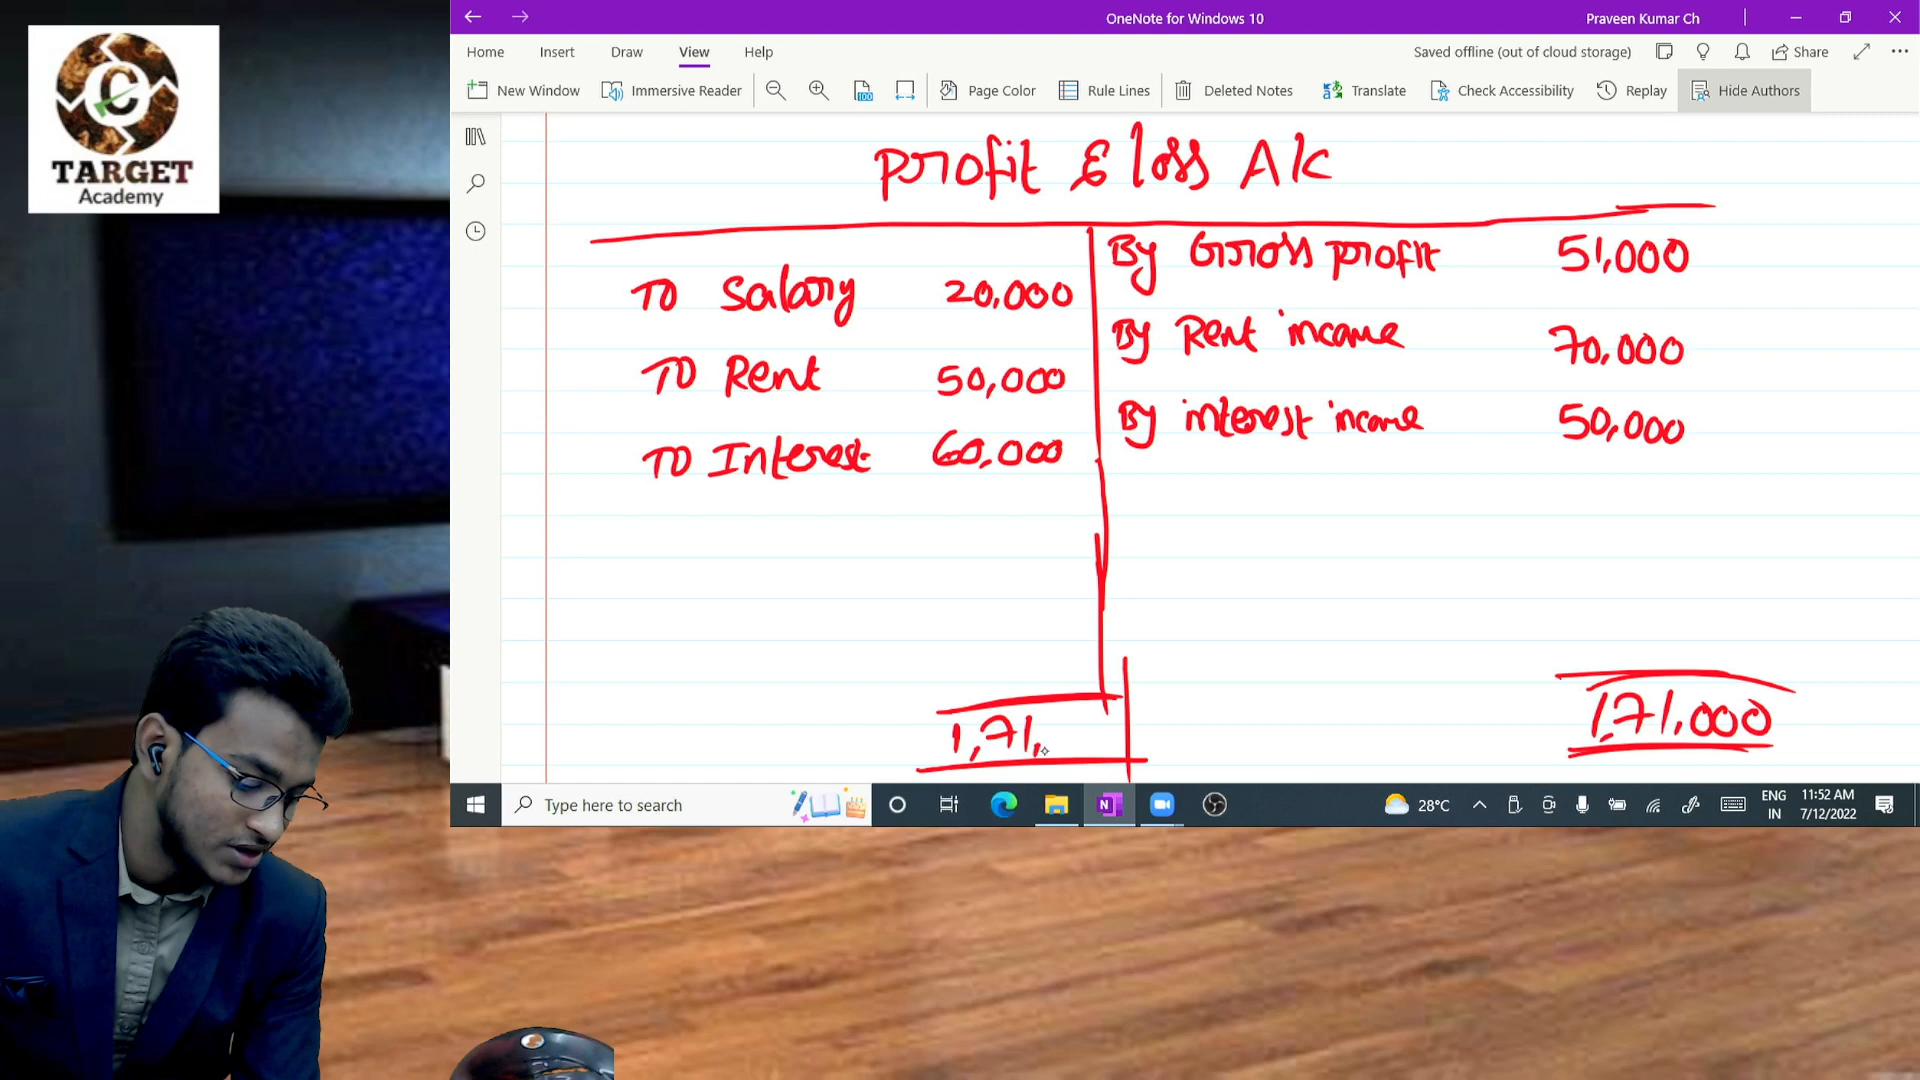 C
TARGET
Academy
OneNote for Windows 10
Praveen Kumar Ch
Home Insert Draw View Help
Saved offline (out of cloud storage) Share
New Window Immersive Reader 100 Page Color Rule Lines Deleted Notes Translate Check Accessibility Replay Hide Authors
Profit & loss A/c
To Salary 20,000
To Rent 50,000
To Interest 60,000
1,71,
By Gross profit 51,000
By Rent income 70,000
By interest income 50,000
1,71,000
Type here to search
28°C
ENG
IN
11:52 AM
7/12/2022